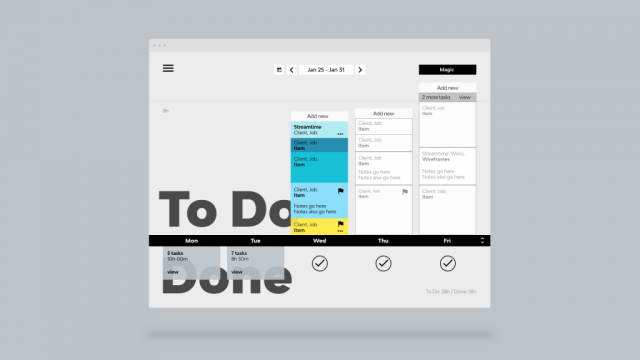 Jan 25 - Jan 31
Magic
Add new
2 more tasks view
Client, Job
Item
Streamtime: Webs...
Wireframes
Notes go here
Notes also go here
Client, Job
Item
Add new
Client, Job
Item
Client, Job
Item
Client, Job
Item
Notes go here
Notes also go here
Client, Job
Item
Add new
Streamtime
Client, Job
Item
Client, Job
Item
Client, Job
Item
Client, Job
Item
Notes go here
Notes also go here
Client, Job
Item
To Do
Mon Tue Wed Thu Fri
5 tasks
10h 00m
view
7 tasks
8h 50m
view
Done
To Do: 28h / Done: 18h